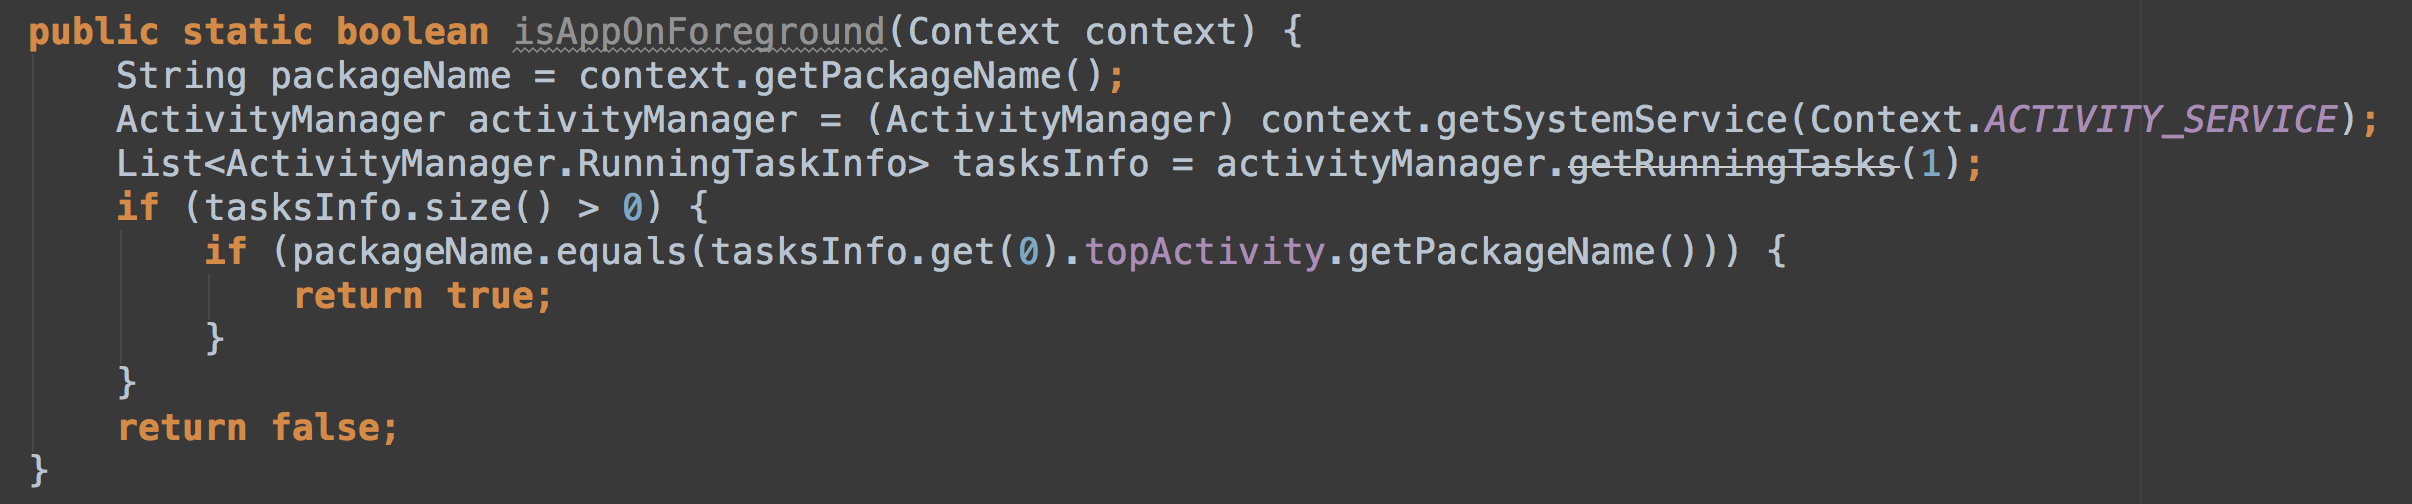 public static boolean isAppOnForeground(Context context) {
    String packageName = context.getPackageName();
    ActivityManager activityManager = (ActivityManager) context.getSystemService(Context.ACTIVITY_SERVICE);
    List<ActivityManager.RunningTaskInfo> tasksInfo = activityManager.getRunningTasks(1);
    if (tasksInfo.size() > 0) {
        if (packageName.equals(tasksInfo.get(0).topActivity.getPackageName())) {
            return true;
        }
    }
    return false;
}